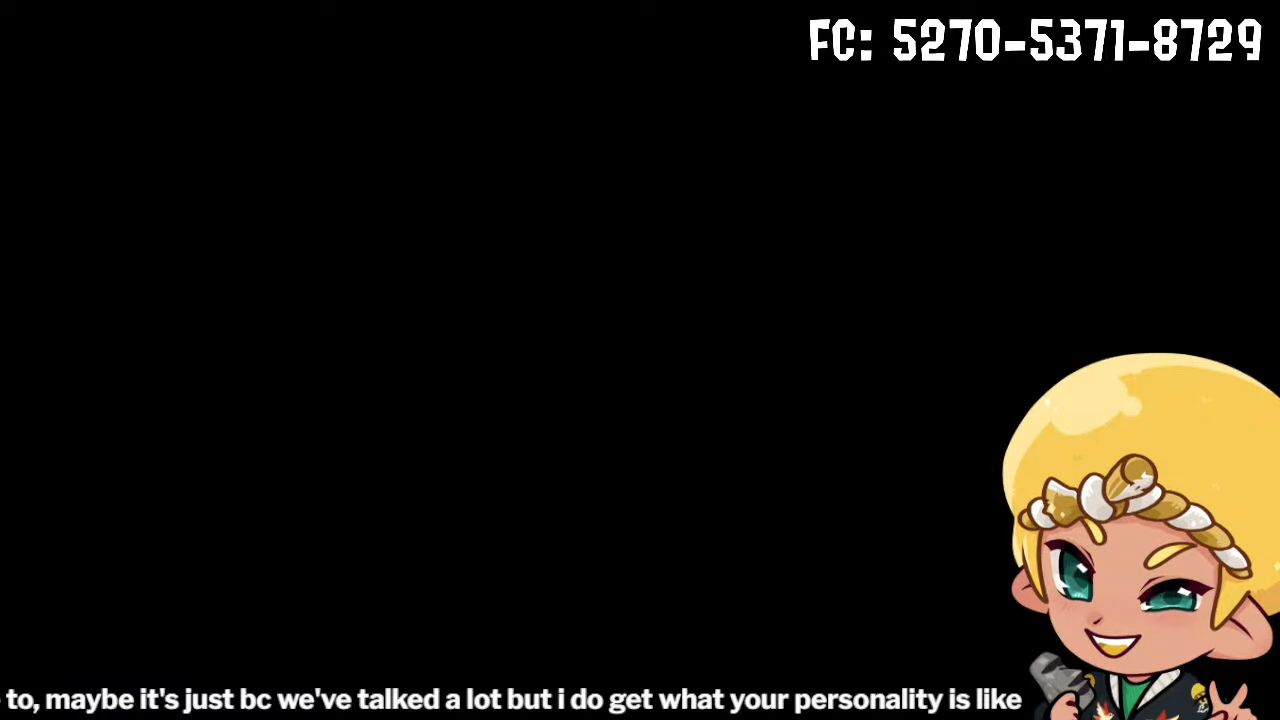 FC: 5270-5371-8729
to, maybe it's just bc we've talked a lot but i do get what your personality is like